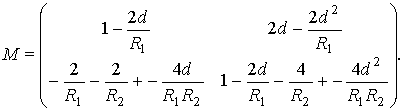 M = ( 1 − 2d/R₁   2d − 2d²/R₁
−2/R₁ − 2/R₂ + −4d/R₁R₂   1 − 2d/R₁ − 4/R₂ + −4d²/R₁R₂ ).